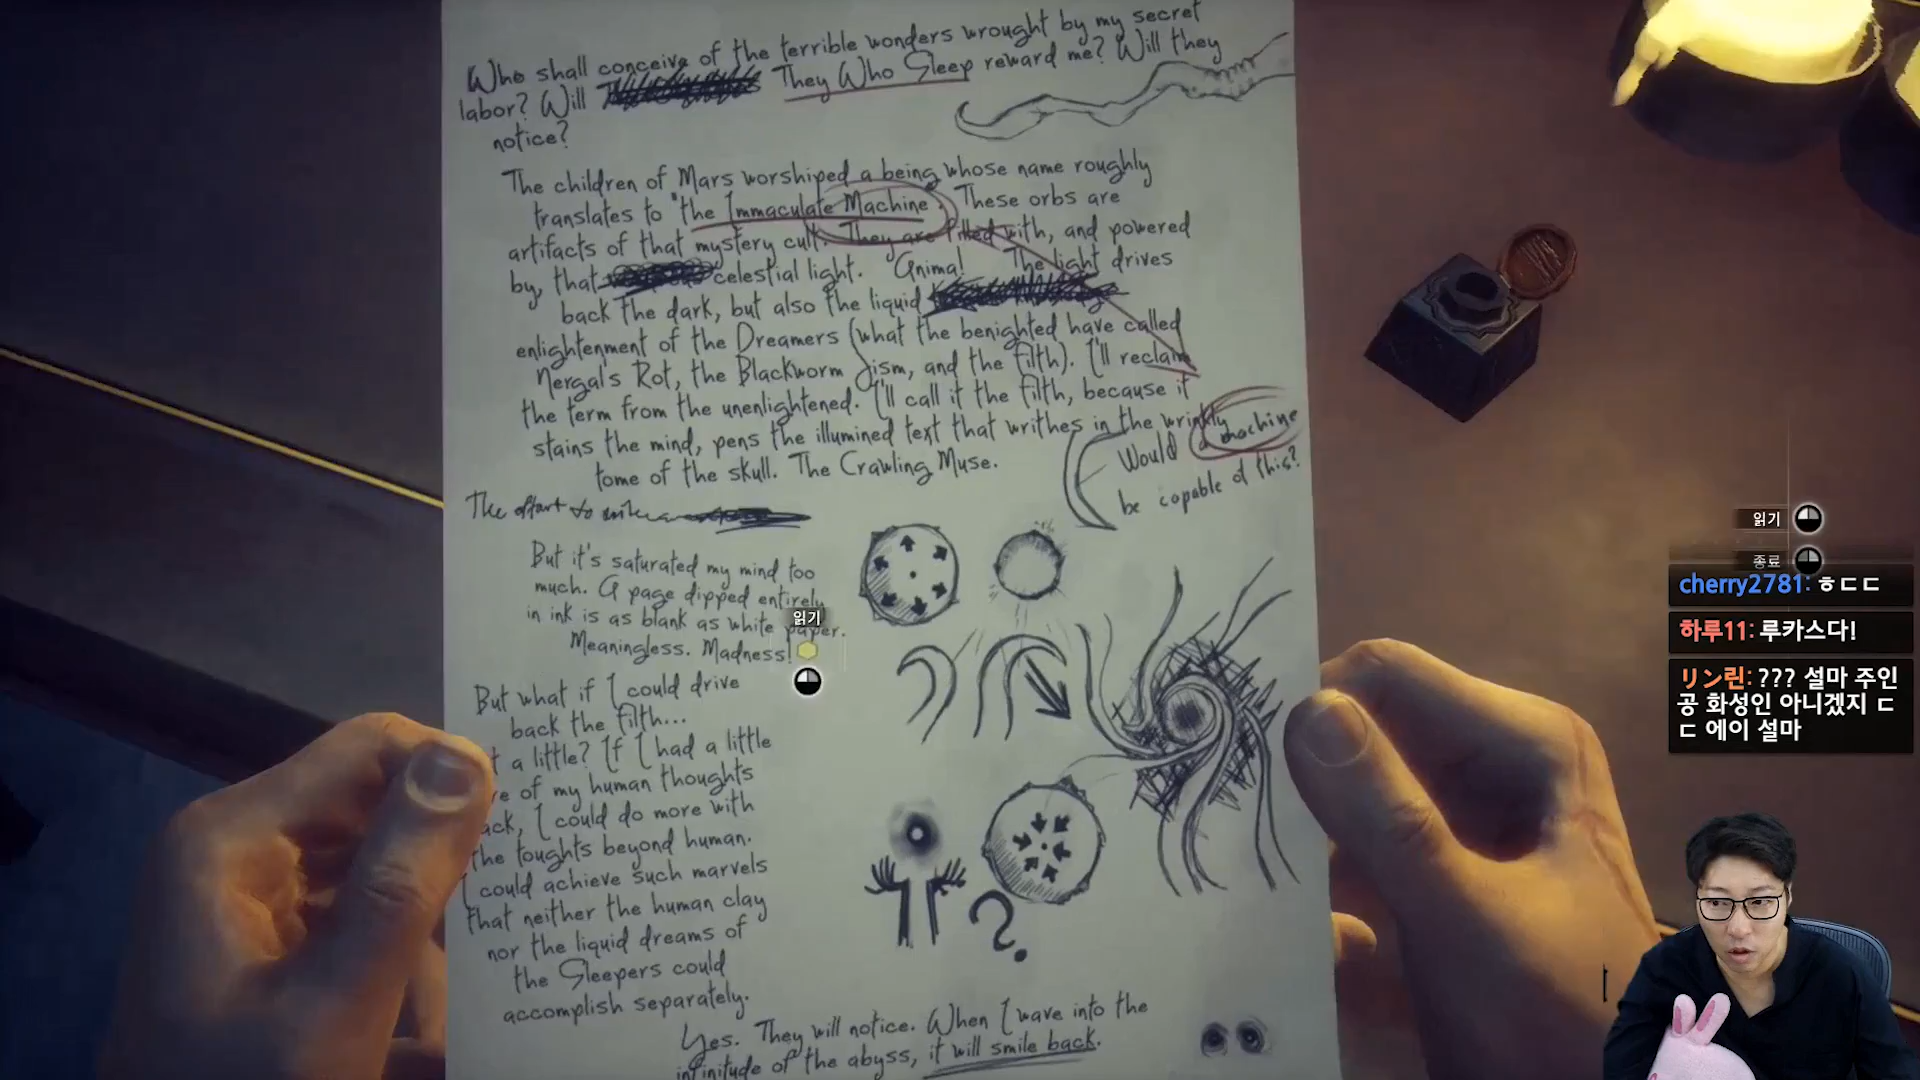 Who shall conceive of the terrible wonders wrought by my secret
labor? Will They Who Sleep reward me? Will they
notice?
The children of Mars worshiped a being whose name roughly
translates to "the Immaculate Machine". These orbs are
artifacts of that mystery cult. They are filled with, and powered
by, that celestial light. Anima! The light drives
back the dark, but also the liquid
enlightenment of the Dreamers (what the benighted have called
Nergal's Rot, the Blackworm Jism, and the filth). I'll reclaim
the term from the unenlightened. I'll call it the Filth, because it
stains the mind, pens the illumined text that writhes in the wrinkly
tome of the skull. The Crawling Muse.
Would a machine
be capable of this?
The effort to
But it's saturated my mind too
much. A page dipped entirely
in ink is as blank as white paper.
Meaningless. Madness!
But what if I could drive
back the filth...
a little? If I had a little
of my human thoughts
back, I could do more with
the toughts beyond human.
I could achieve such marvels
that neither the human clay
nor the liquid dreams of
the Sleepers could
accomplish separately.
?
Yes. They will notice. When I wave into the
infinitude of the abyss, it will smile back.
읽기
읽기
종료
cherry2781: ㅎㄷㄷ
하루11: 루카스다!
リン린: ??? 설마 주인
공 화성인 아니겠지 ㄷ
ㄷ 에이 설마